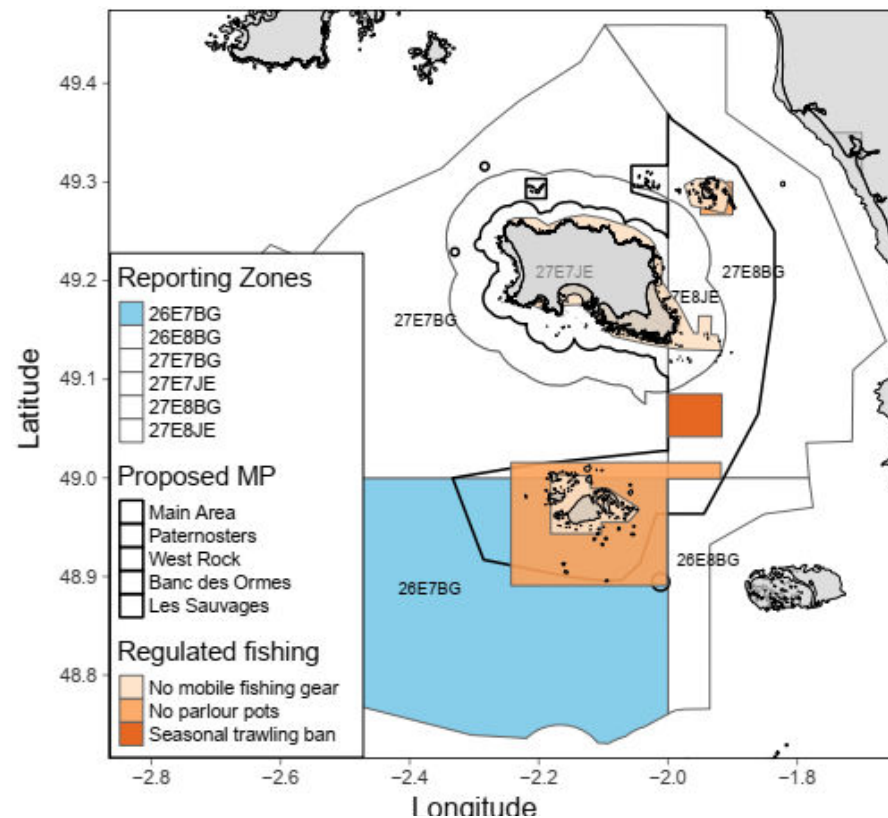 49.4
49.3
49.2
49.1
49.0
48.9
48.8
Latitude
Reporting Zones
26E7BG
26E8BG
27E7BG
27E7JE
27E8BG
27E8JE
Proposed MP
Main Area
Paternosters
West Rock
Banc des Ormes
Les Sauvages
Regulated fishing
No mobile fishing gear
No parlour pots
Seasonal trawling ban
27E7JE
27E8BG
7E8JE
27E7BG
26E8BG
26E7BG
−2.8 −2.6 −2.4 −2.2 −2.0 −1.8
Longitude